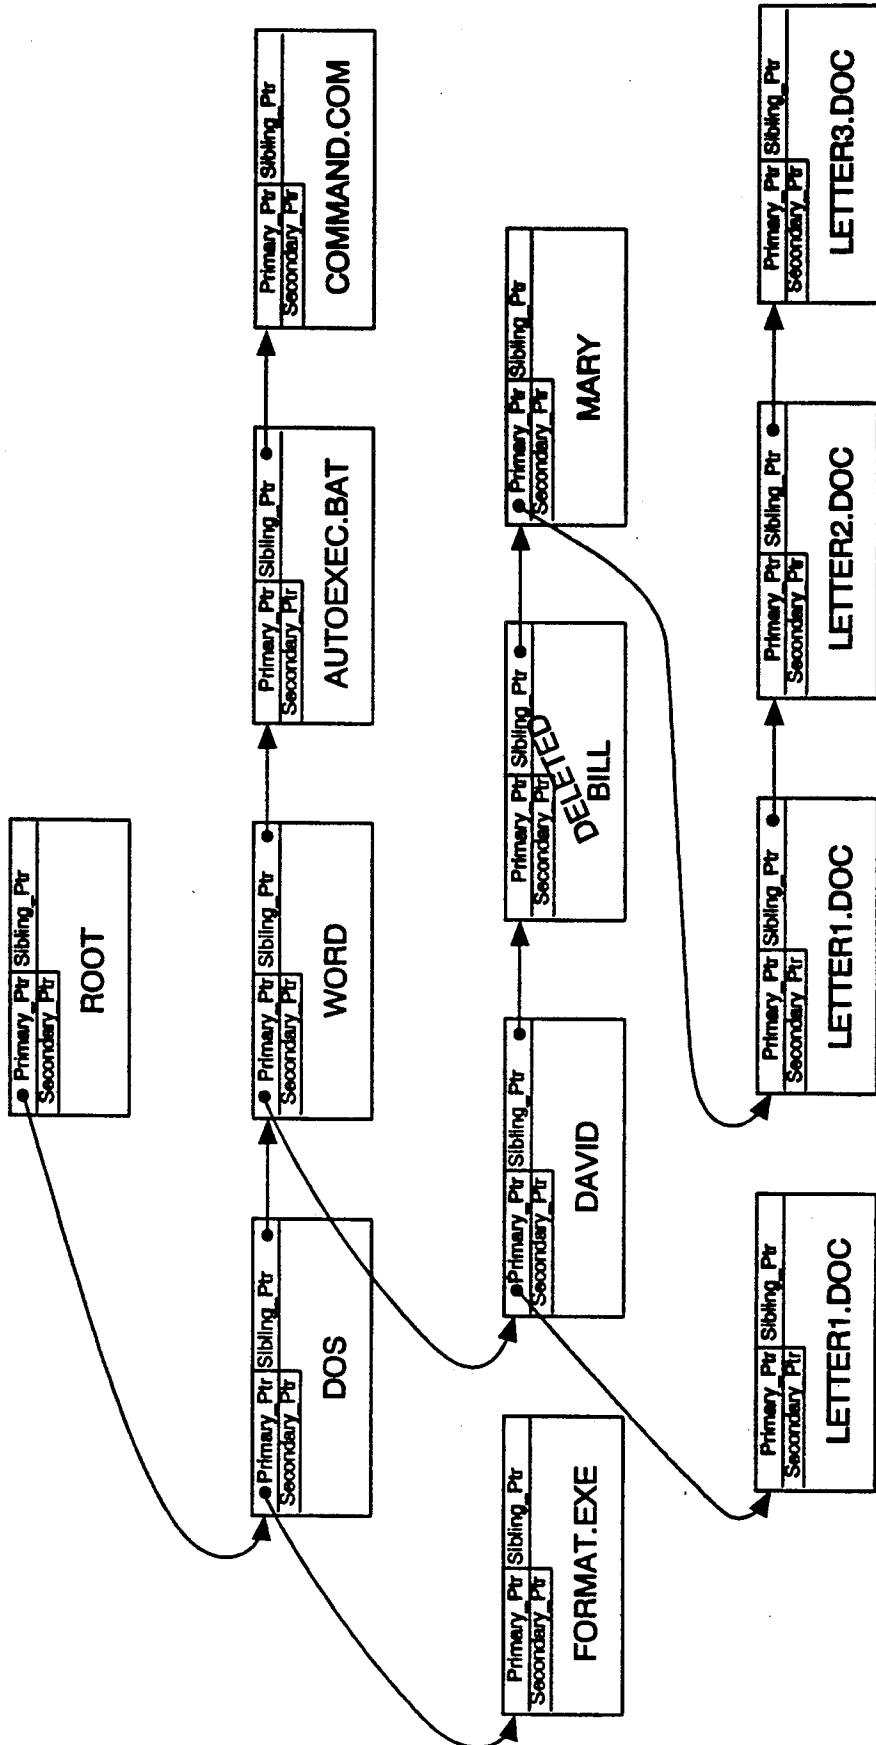 Primary_Ptr Sibling_Ptr
Secondary_Ptr
ROOT
Primary_Ptr Sibling_Ptr
Secondary_Ptr
DOS
Primary_Ptr Sibling_Ptr
Secondary_Ptr
WORD
Primary_Ptr Sibling_Ptr
Secondary_Ptr
AUTOEXEC.BAT
Primary_Ptr Sibling_Ptr
Secondary_Ptr
COMMAND.COM
Primary_Ptr Sibling_Ptr
Secondary_Ptr
FORMAT.EXE
Primary_Ptr Sibling_Ptr
Secondary_Ptr
DAVID
Primary_Ptr Sibling_Ptr
Secondary_Ptr
DELETED
BILL
Primary_Ptr Sibling_Ptr
Secondary_Ptr
MARY
Primary_Ptr Sibling_Ptr
Secondary_Ptr
LETTER1.DOC
Primary_Ptr Sibling_Ptr
Secondary_Ptr
LETTER1.DOC
Primary_Ptr Sibling_Ptr
Secondary_Ptr
LETTER2.DOC
Primary_Ptr Sibling_Ptr
Secondary_Ptr
LETTER3.DOC